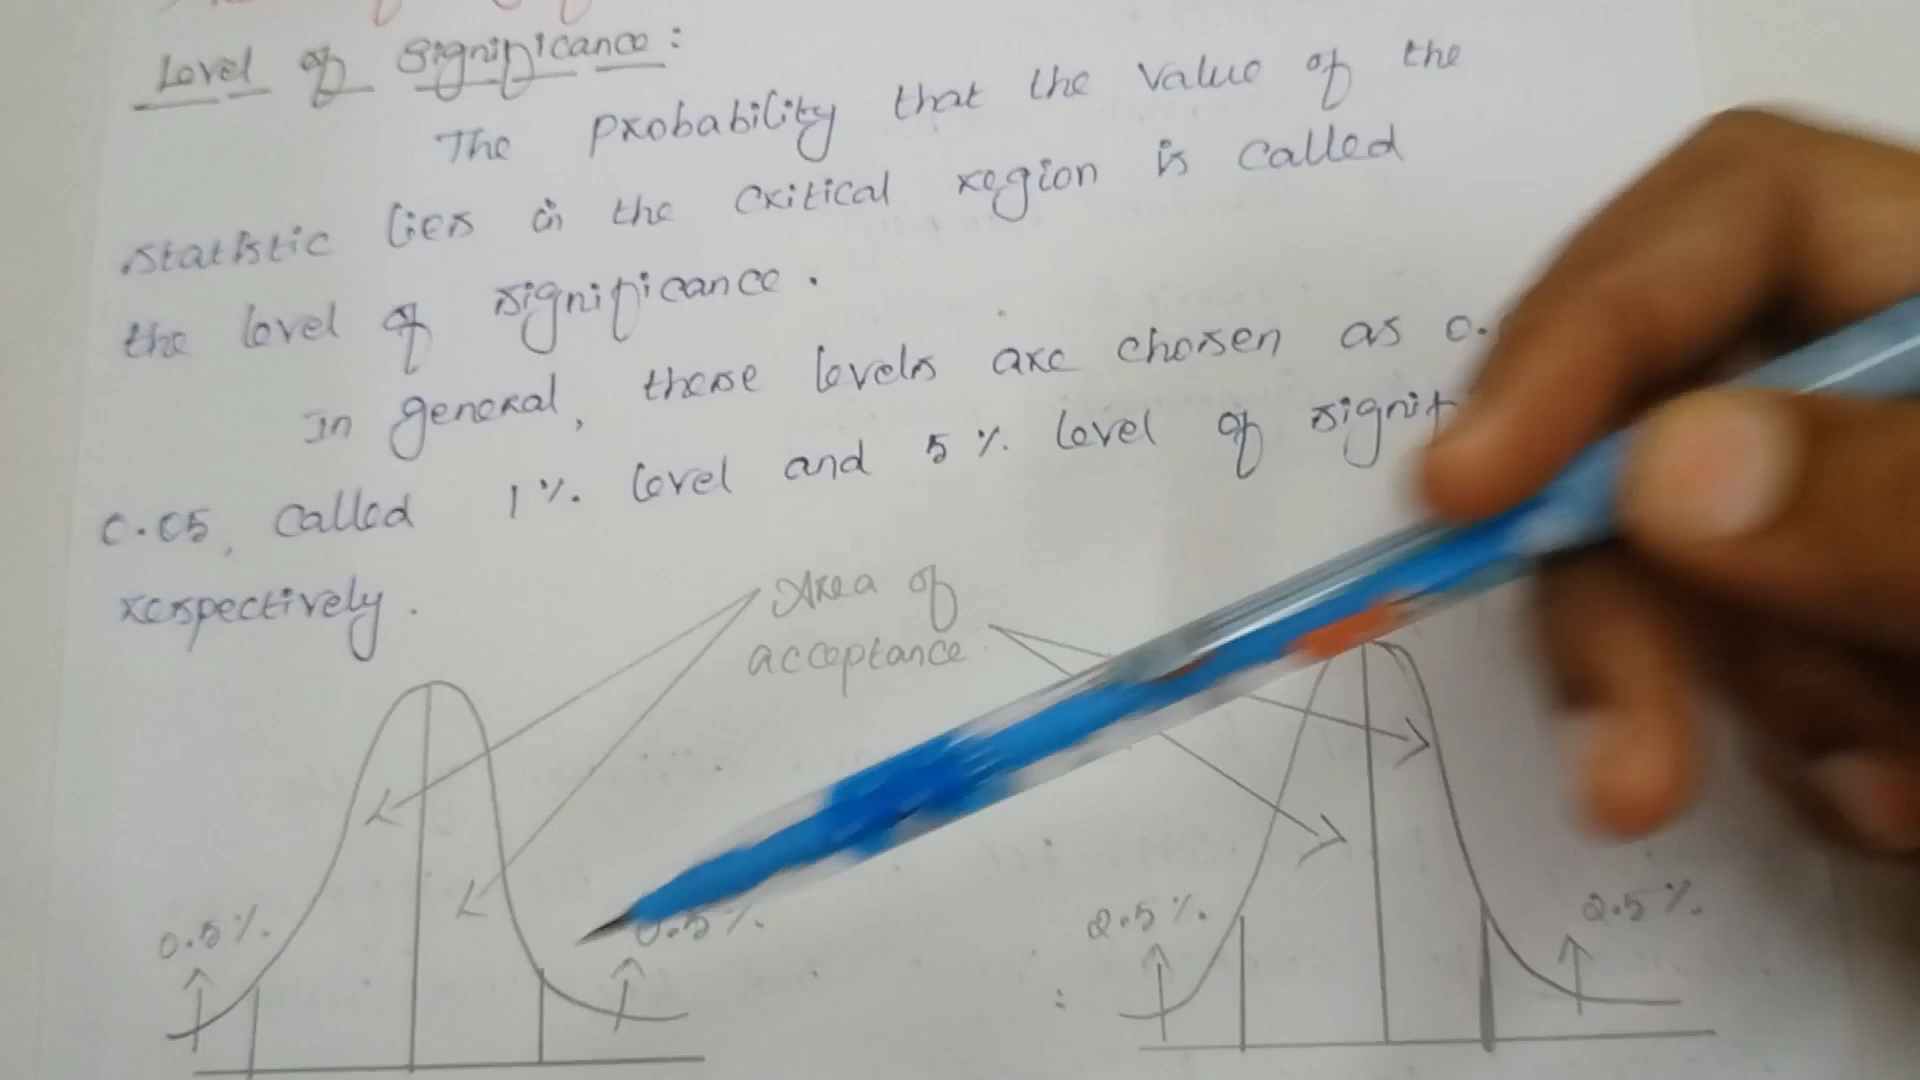 Level of Significance:
The probability that the value of the
statistic lies in the critical region is called
the level of significance.
In general, these levels are chosen as 0.
0.05, called 1% level and 5% level of signif
respectively.
Area of
acceptance
0.5%.
0.5%.
2.5%.
2.5%.